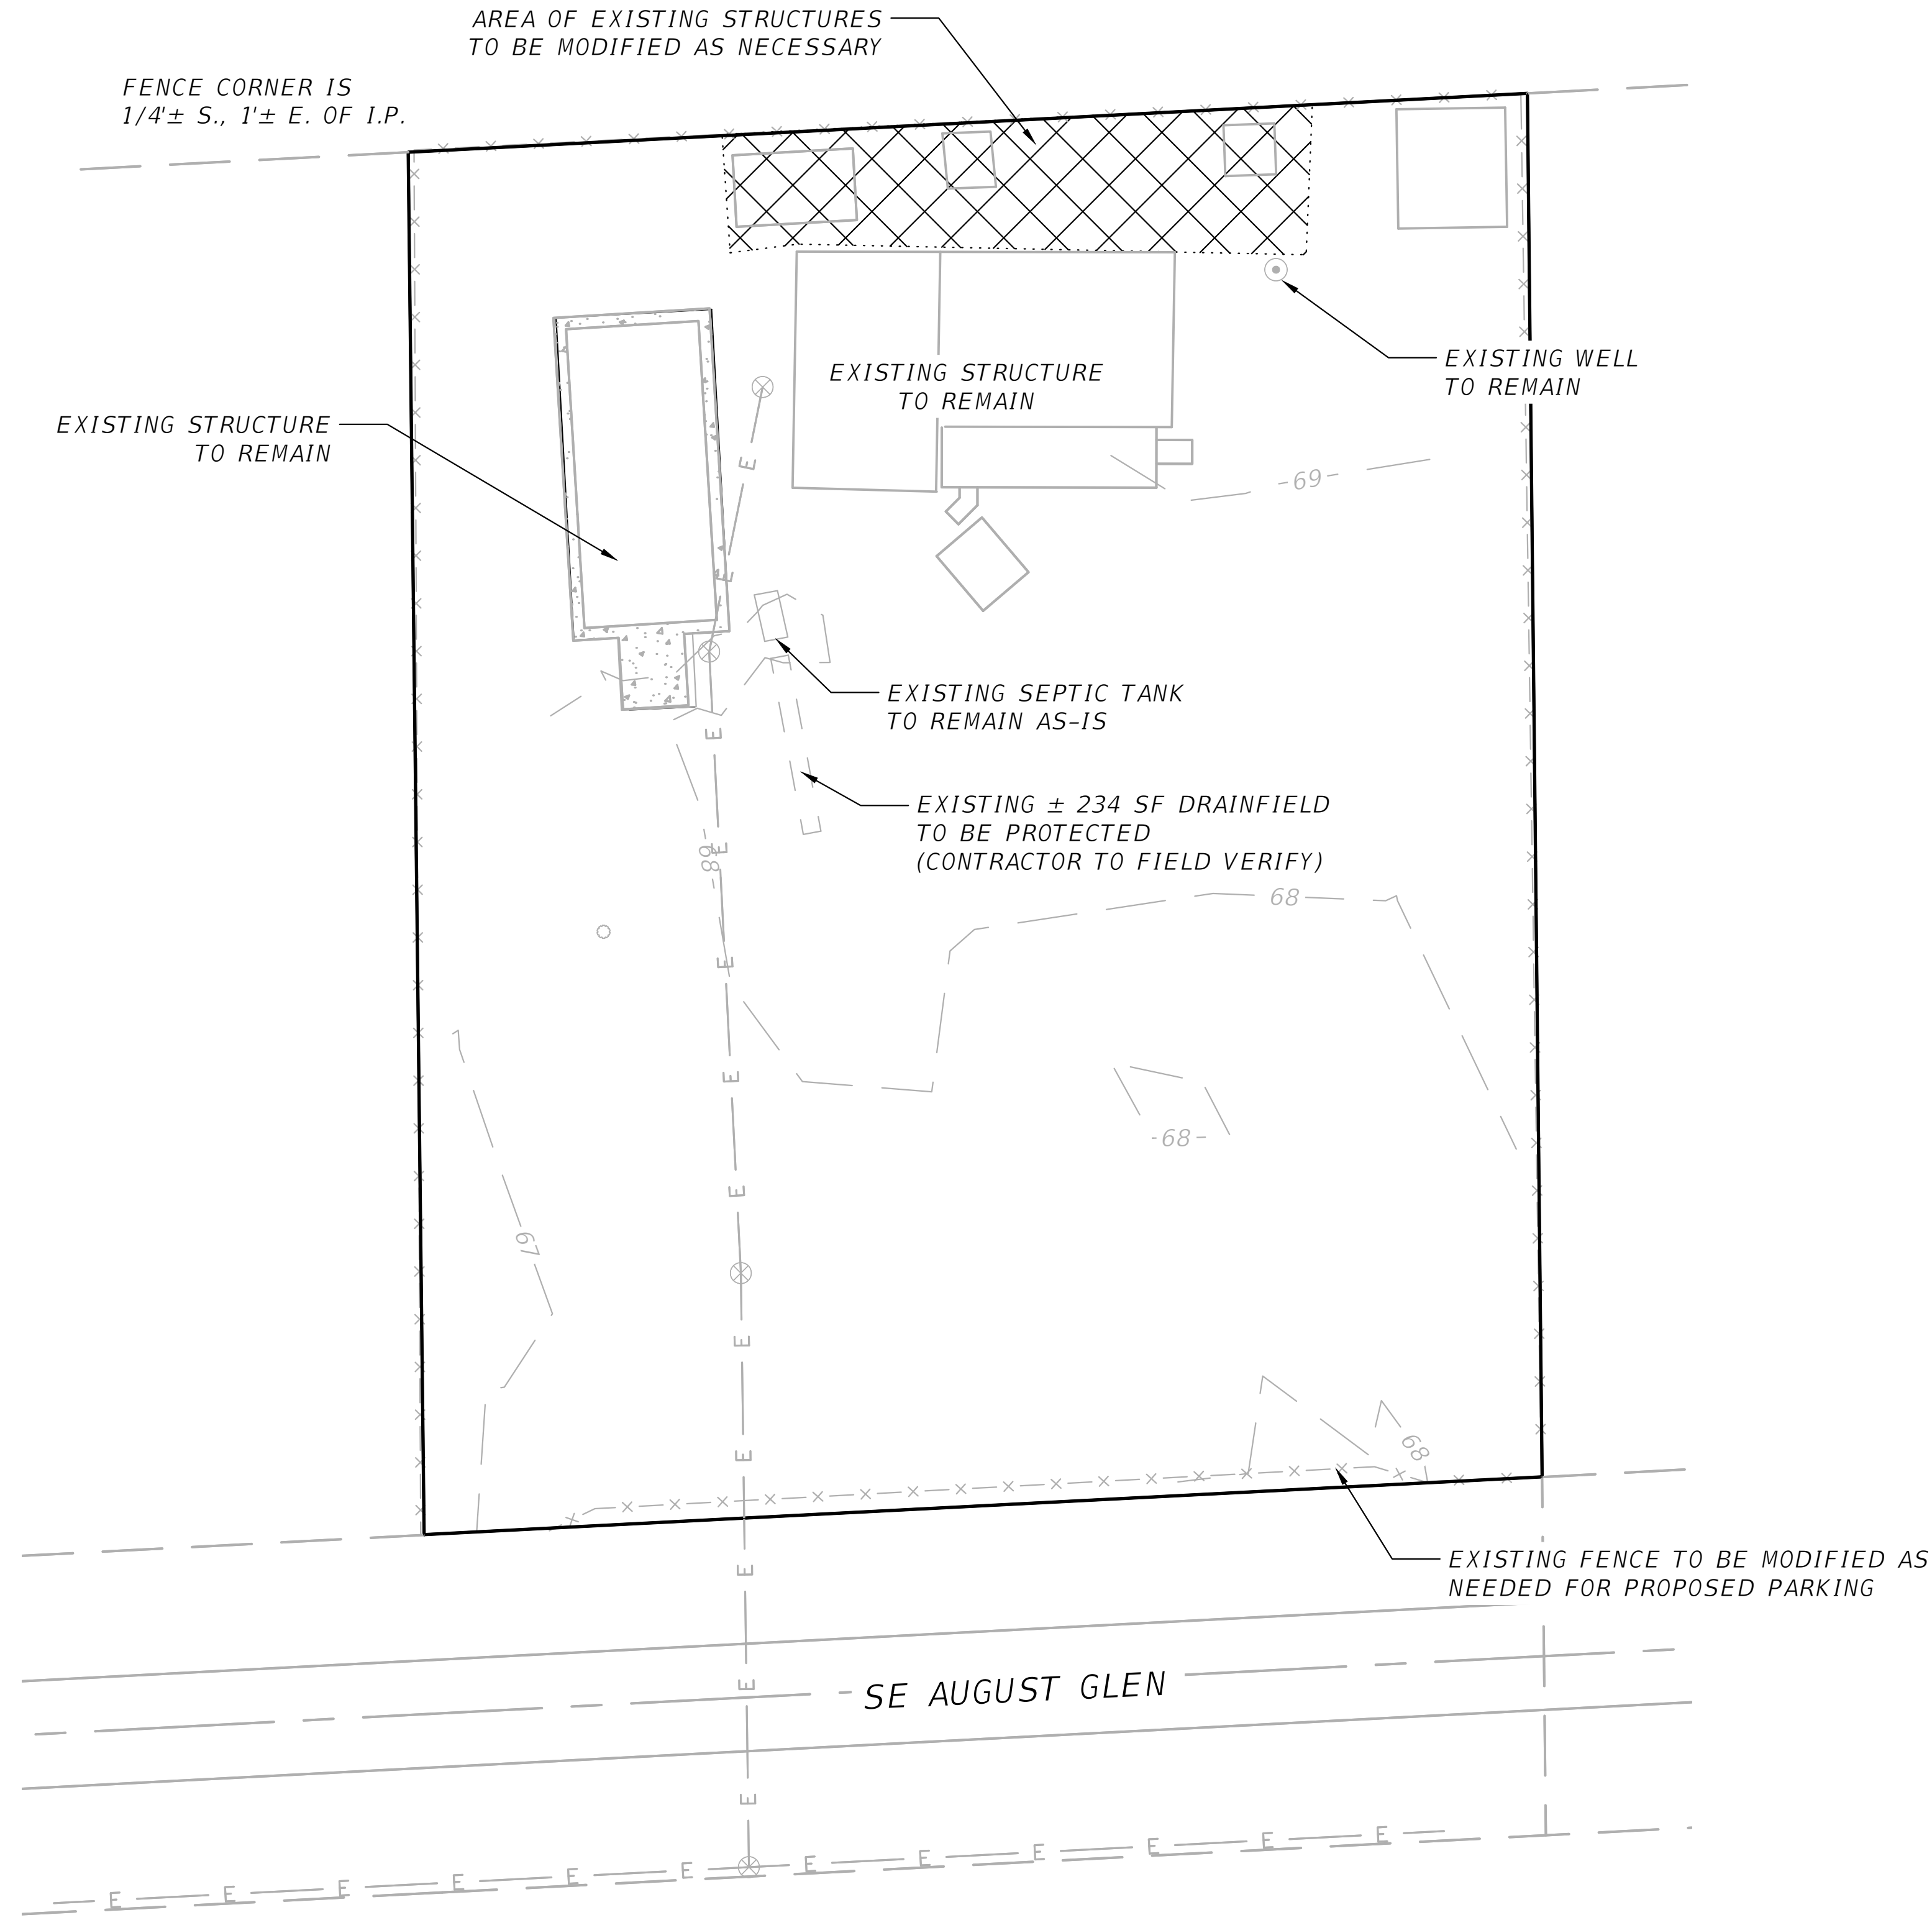 AREA OF EXISTING STRUCTURES
TO BE MODIFIED AS NECESSARY
FENCE CORNER IS
1/4'± S., 1'± E. OF I.P.
EXISTING STRUCTURE
TO REMAIN
EXISTING WELL
TO REMAIN
EXISTING STRUCTURE
TO REMAIN
69
E
E
EXISTING SEPTIC TANK
TO REMAIN AS-IS
E
EXISTING ± 234 SF DRAINFIELD
TO BE PROTECTED
(CONTRACTOR TO FIELD VERIFY)
68
E
68
E
E
68
E
67
E
E
68
EXISTING FENCE TO BE MODIFIED AS
NEEDED FOR PROPOSED PARKING
E
E
SE AUGUST GLEN
E
E
E
E
E
E
E
E
E
E
E
E
E